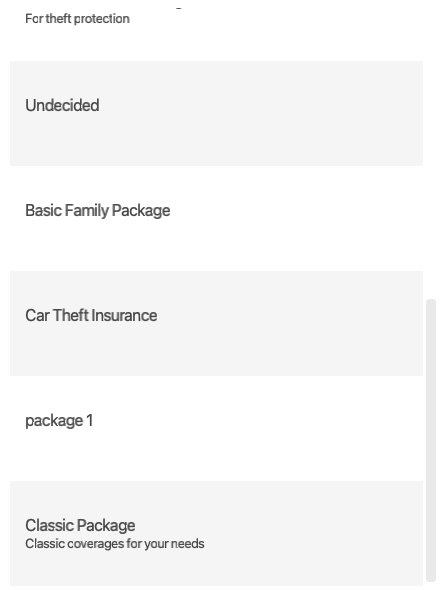 For theft protection
Undecided
Basic Family Package
Car Theft Insurance
package 1
Classic Package
Classic coverages for your needs